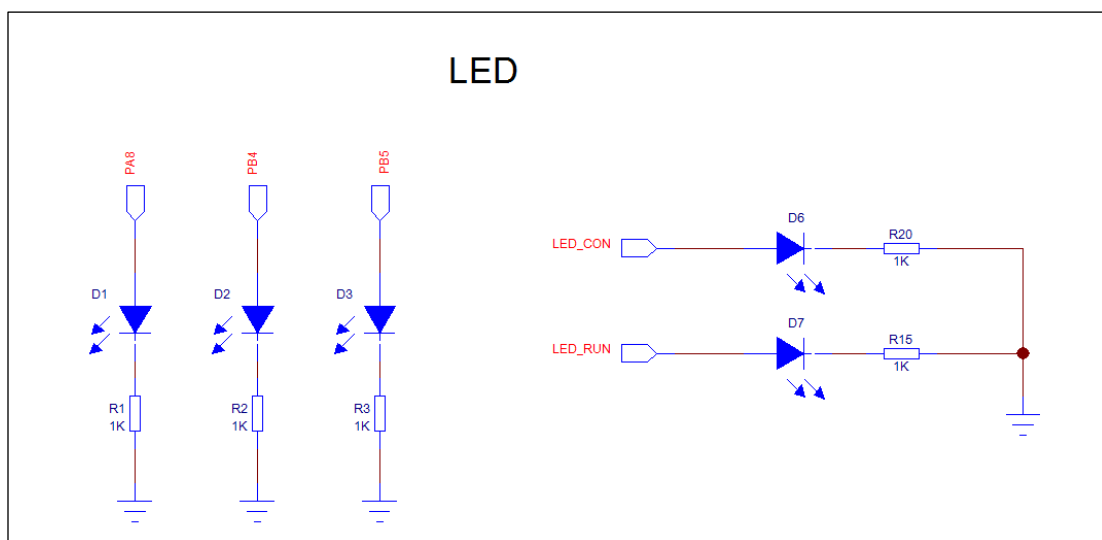 LED
PA8
PB4
PB5
D1
D2
D3
R1
1K
R2
1K
R3
1K
D6
LED_CON
R20
1K
D7
LED_RUN
R15
1K